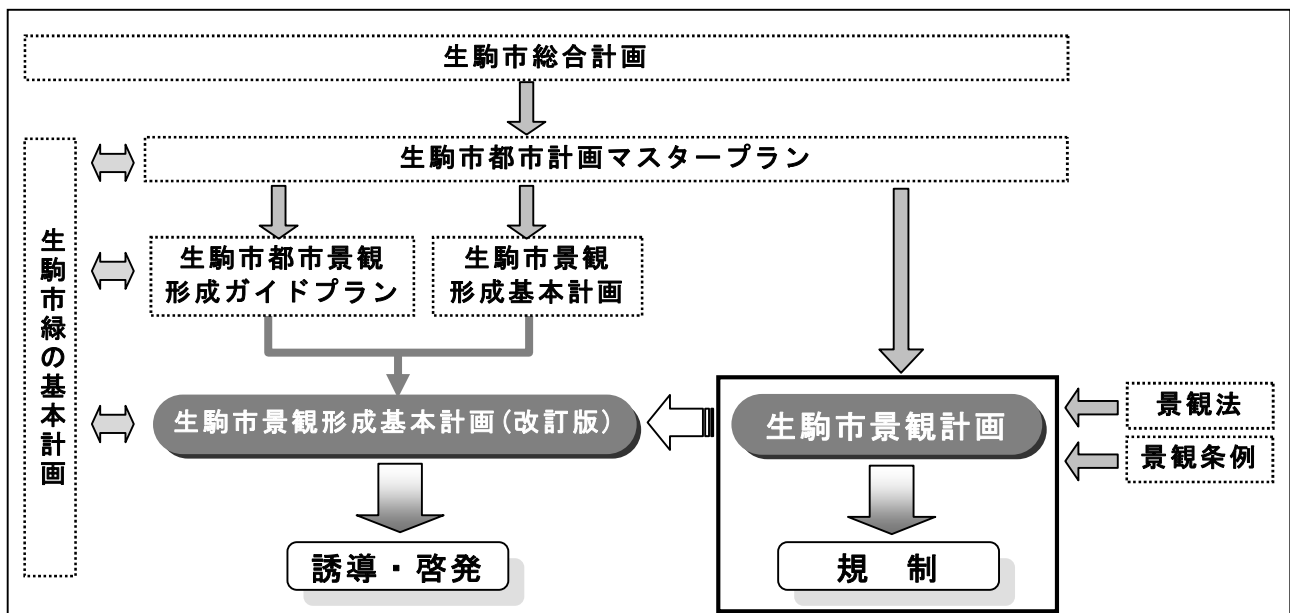 生駒市総合計画
生駒市都市計画マスタープラン
生駒市緑の基本計画
生駒市都市景観
形成ガイドプラン
生駒市景観
形成基本計画
生駒市景観形成基本計画(改訂版)
生駒市景観計画
景観法
景観条例
誘導・啓発
規 制